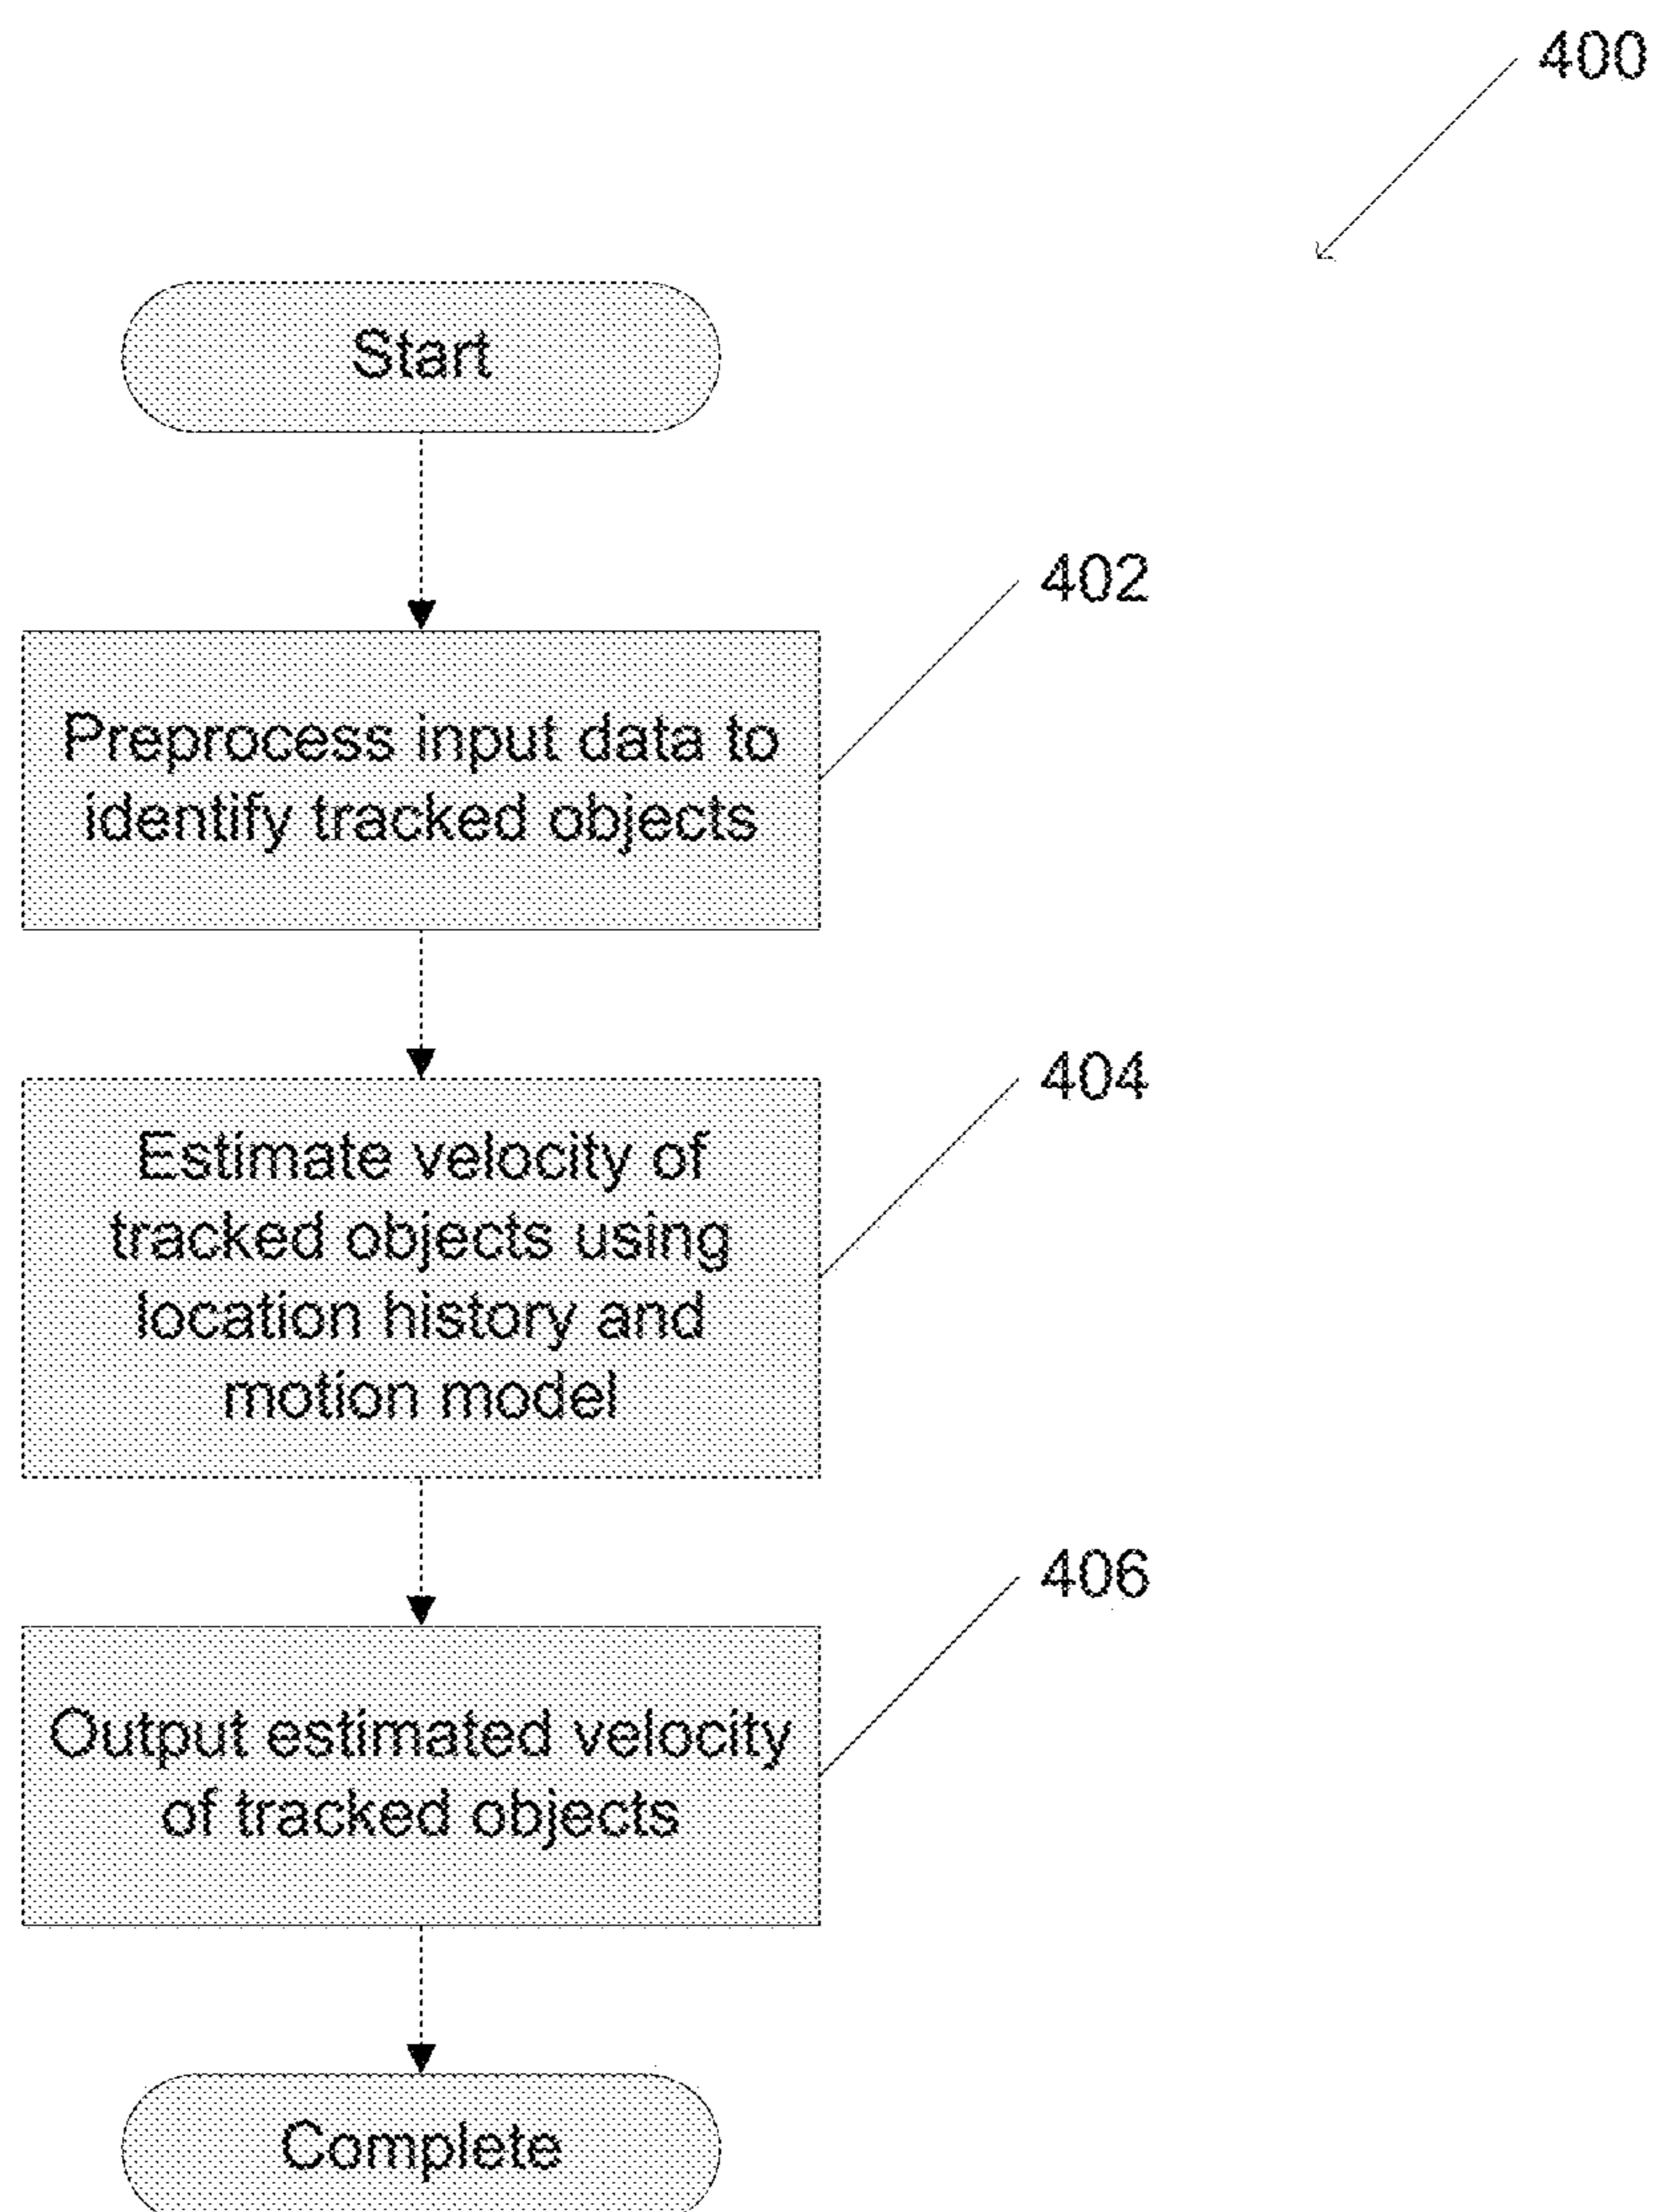 400
Start
402
Preprocess input data to
identify tracked objects
404
Estimate velocity of
tracked objects using
location history and
motion model
406
Output estimated velocity
of tracked objects
Complete